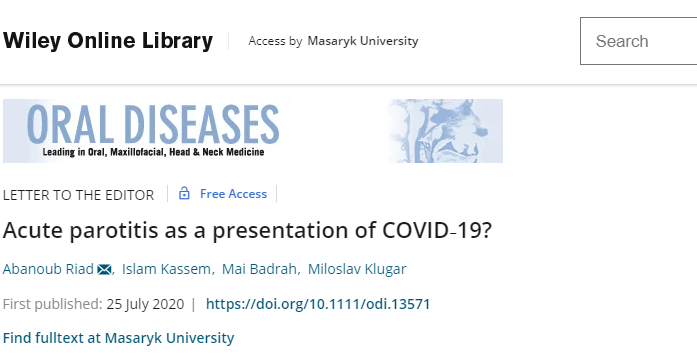 Wiley Online Library Access by Masaryk University Search
ORAL DISEASES
Leading in Oral, Maxillofacial, Head & Neck Medicine
LETTER TO THE EDITOR Free Access
Acute parotitis as a presentation of COVID-19?
Abanoub Riad, Islam Kassem, Mai Badrah, Miloslav Klugar
First published: 25 July 2020 | https://doi.org/10.1111/odi.13571
Find fulltext at Masaryk University